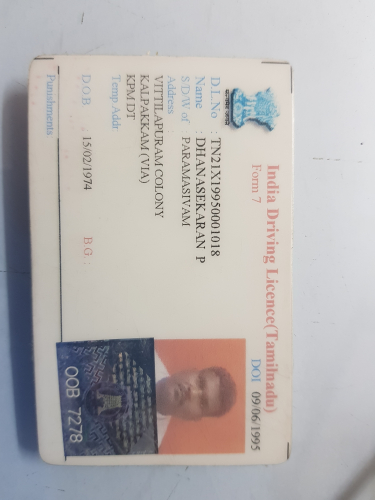 India Driving Licence(Tamilnadu)
Form 7
DOI 09/06/1995
D.L.No : TN21X19950001018
Name : DHANASEKARAN P
S/D/W of : PARAMASIVAM
Address :
VITTILAPURAM COLONY
KALPAKKAM (VIA)
KPM DT
Temp Addr
D.O.B. : 15/02/1974 B.G. :
Punishments
OOB 7278